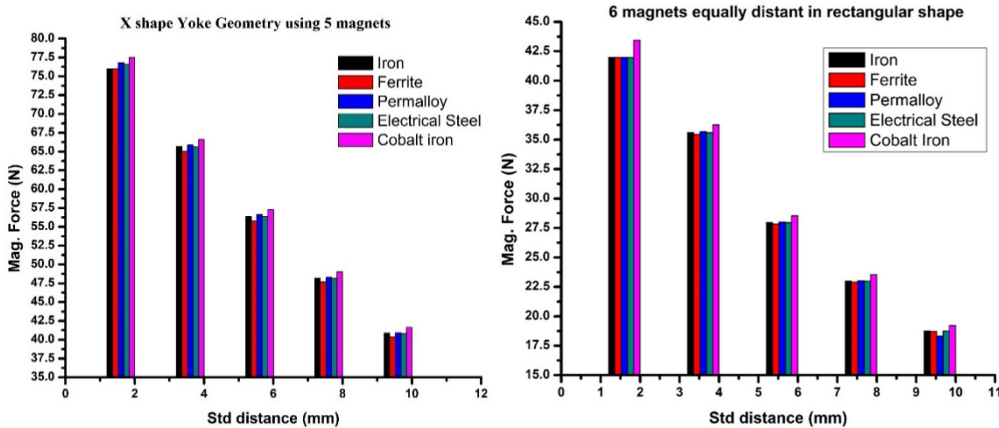 X shape Yoke Geometry using 5 magnets
80.0
77.5
75.0
72.5
70.0
67.5
65.0
62.5
60.0
57.5
55.0
52.5
50.0
47.5
45.0
42.5
40.0
37.5
35.0
Mag. Force (N)
Iron
Ferrite
Permalloy
Electrical Steel
Cobalt iron
0 2 4 6 8 10 12
Std distance (mm)
6 magnets equally distant in rectangular shape
45.0
42.5
40.0
37.5
35.0
32.5
30.0
27.5
25.0
22.5
20.0
17.5
15.0
Mag. Force (N)
Iron
Ferrite
Permalloy
Electrical Steel
Cobalt Iron
0 1 2 3 4 5 6 7 8 9 10 11
Std distance (mm)